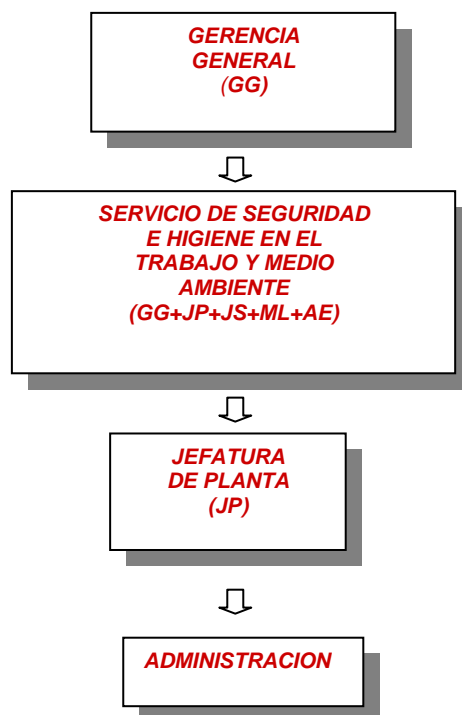 GERENCIA
GENERAL
(GG)
SERVICIO DE SEGURIDAD
E HIGIENE EN EL
TRABAJO Y MEDIO
AMBIENTE
(GG+JP+JS+ML+AE)
JEFATURA
DE PLANTA
(JP)
ADMINISTRACION